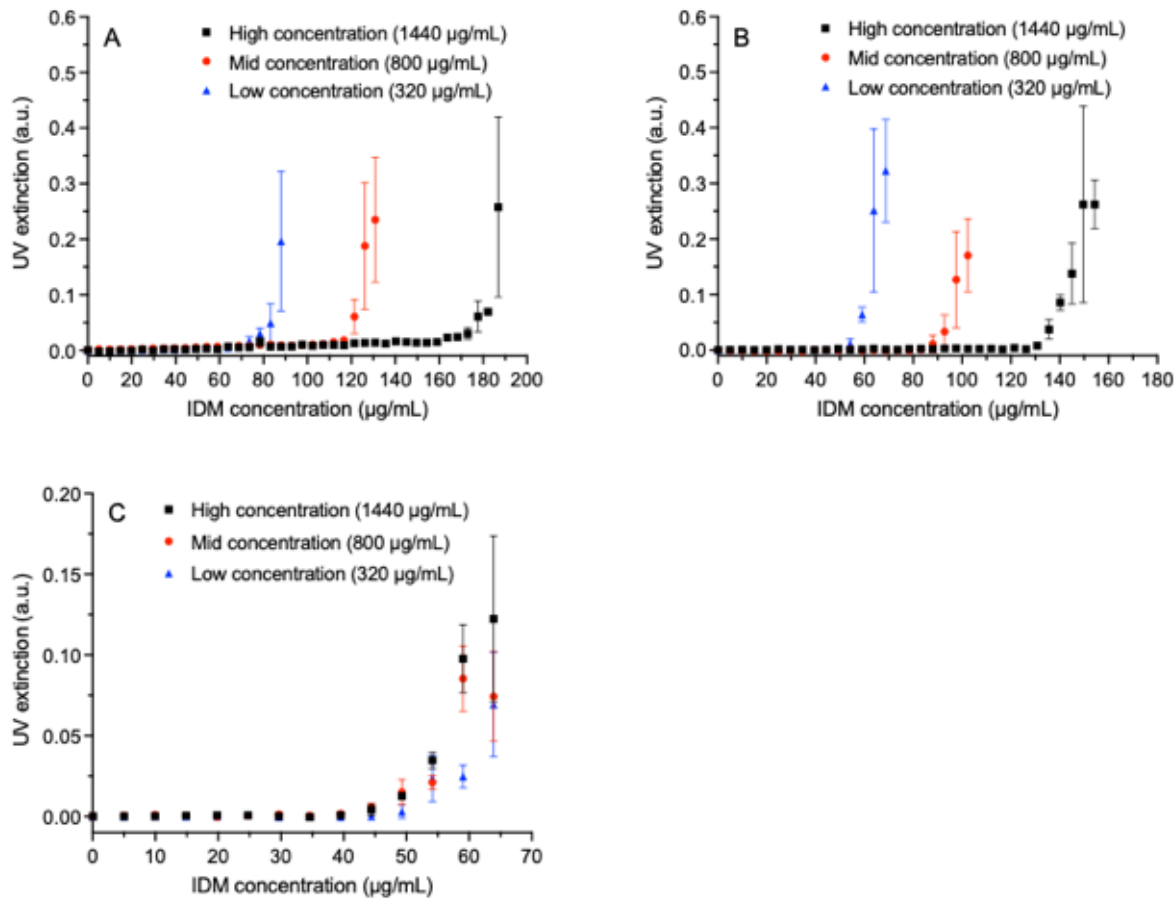 A
High concentration (1440 µg/mL)
Mid concentration (800 µg/mL)
Low concentration (320 µg/mL)
UV extinction (a.u.)
0.6
0.5
0.4
0.3
0.2
0.1
0.0
0 20 40 60 80 100 120 140 160 180 200
IDM concentration (µg/mL)
B
High concentration (1440 µg/mL)
Mid concentration (800 µg/mL)
Low concentration (320 µg/mL)
UV extinction (a.u.)
0.6
0.5
0.4
0.3
0.2
0.1
0.0
0 20 40 60 80 100 120 140 160 180
IDM concentration (µg/mL)
C
High concentration (1440 µg/mL)
Mid concentration (800 µg/mL)
Low concentration (320 µg/mL)
UV extinction (a.u.)
0.20
0.15
0.10
0.05
0.00
0 10 20 30 40 50 60 70
IDM concentration (µg/mL)